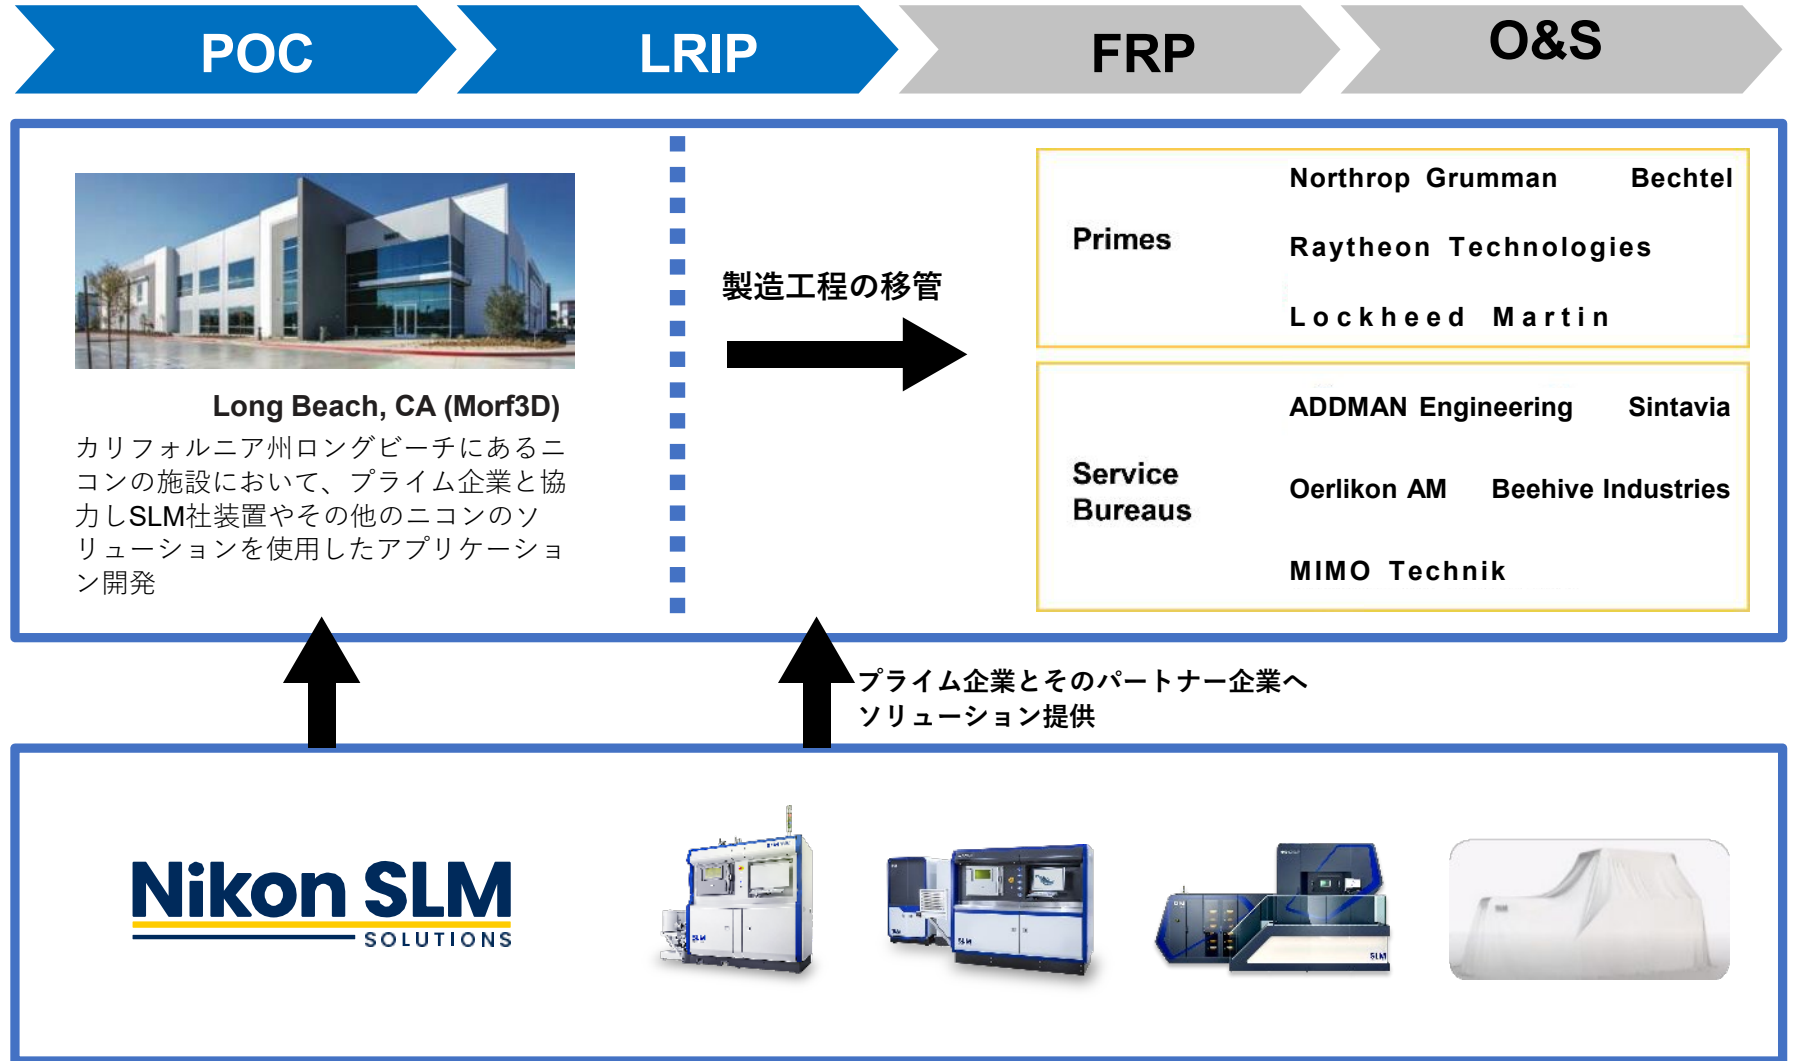 POC
LRIP
FRP
O&S
Long Beach, CA (Morf3D)
カリフォルニア州ロングビーチにあるニ
コンの施設において、プライム企業と協
力しSLM社装置やその他のニコンのソ
リューションを使用したアプリケーショ
ン開発
製造工程の移管
Primes
Northrop Grumman Bechtel
Raytheon Technologies
Lockheed Martin
Service
Bureaus
ADDMAN Engineering Sintavia
Oerlikon AM Beehive Industries
MIMO Technik
プライム企業とそのパートナー企業へ
ソリューション提供
Nikon SLM
SOLUTIONS
SLM
SLM
SLM